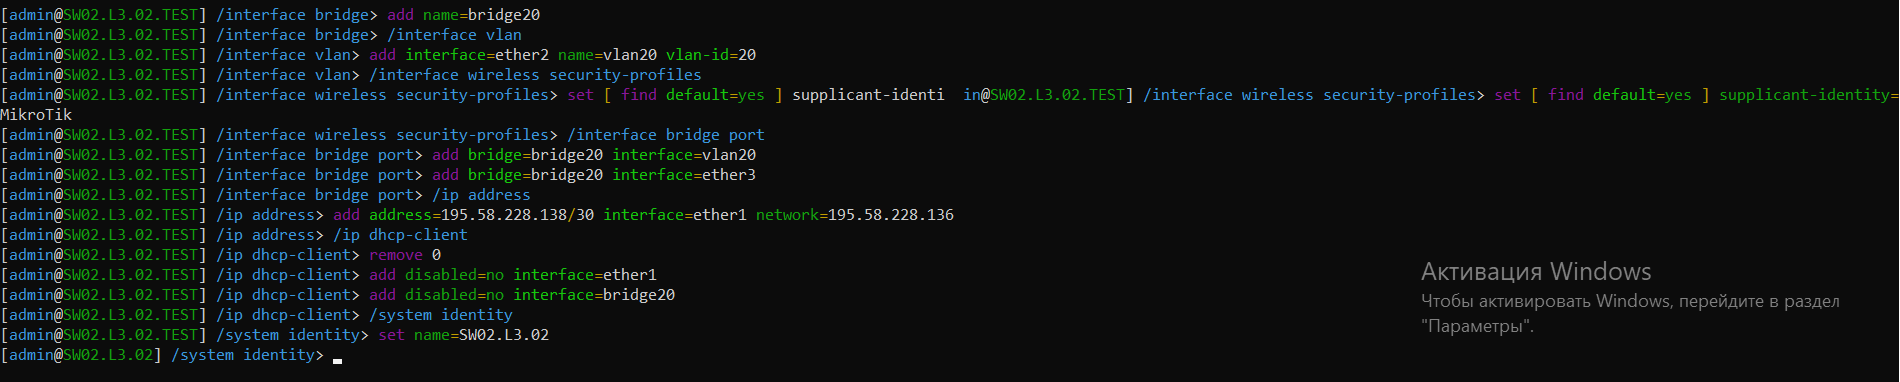 [admin@SW02.L3.02.TEST] /interface bridge> add name=bridge20
[admin@SW02.L3.02.TEST] /interface bridge> /interface vlan
[admin@SW02.L3.02.TEST] /interface vlan> add interface=ether2 name=vlan20 vlan-id=20
[admin@SW02.L3.02.TEST] /interface vlan> /interface wireless security-profiles
[admin@SW02.L3.02.TEST] /interface wireless security-profiles> set [ find default=yes ] supplicant-identi  in@SW02.L3.02.TEST] /interface wireless security-profiles> set [ find default=yes ] supplicant-identity=
MikroTik
[admin@SW02.L3.02.TEST] /interface wireless security-profiles> /interface bridge port
[admin@SW02.L3.02.TEST] /interface bridge port> add bridge=bridge20 interface=vlan20
[admin@SW02.L3.02.TEST] /interface bridge port> add bridge=bridge20 interface=ether3
[admin@SW02.L3.02.TEST] /interface bridge port> /ip address
[admin@SW02.L3.02.TEST] /ip address> add address=195.58.228.138/30 interface=ether1 network=195.58.228.136
[admin@SW02.L3.02.TEST] /ip address> /ip dhcp-client
[admin@SW02.L3.02.TEST] /ip dhcp-client> remove 0
[admin@SW02.L3.02.TEST] /ip dhcp-client> add disabled=no interface=ether1
[admin@SW02.L3.02.TEST] /ip dhcp-client> add disabled=no interface=bridge20
[admin@SW02.L3.02.TEST] /ip dhcp-client> /system identity
[admin@SW02.L3.02.TEST] /system identity> set name=SW02.L3.02
[admin@SW02.L3.02] /system identity>
Активация Windows
Чтобы активировать Windows, перейдите в раздел
"Параметры".